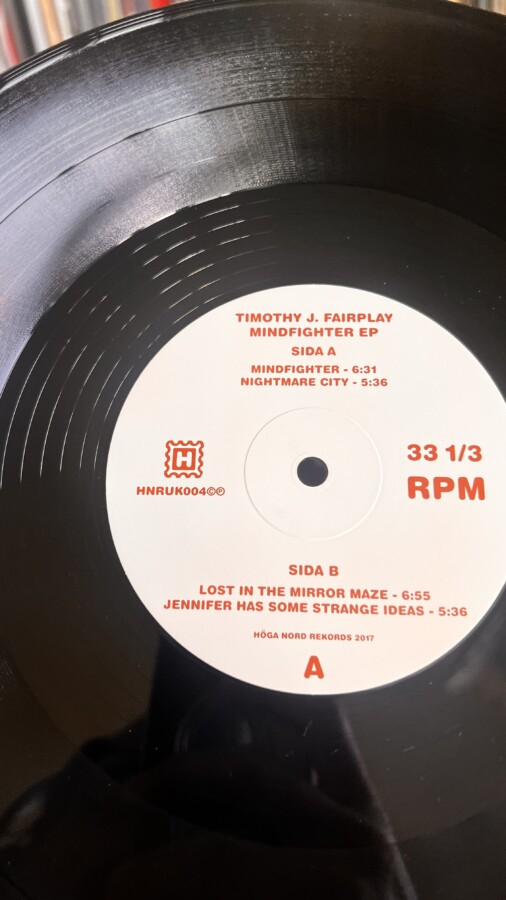 TIMOTHY J. FAIRPLAY
MINDFIGHTER EP
SIDA A
MINDFIGHTER - 6:31
NIGHTMARE CITY - 5:36
H
HNRUK004©℗
33 1/3
RPM
SIDA B
LOST IN THE MIRROR MAZE - 6:55
JENNIFER HAS SOME STRANGE IDEAS - 5:36
HÖGA NORD REKORDS 2017
A